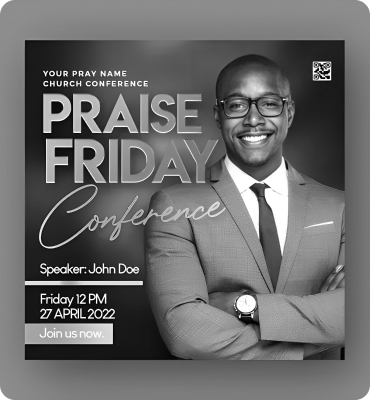 YOUR PRAY NAME
CHURCH CONFERENCE
PRAISE
FRIDAY
Conference
Speaker: John Doe
Friday 12 PM
27 APRIL 2022
Join us now.